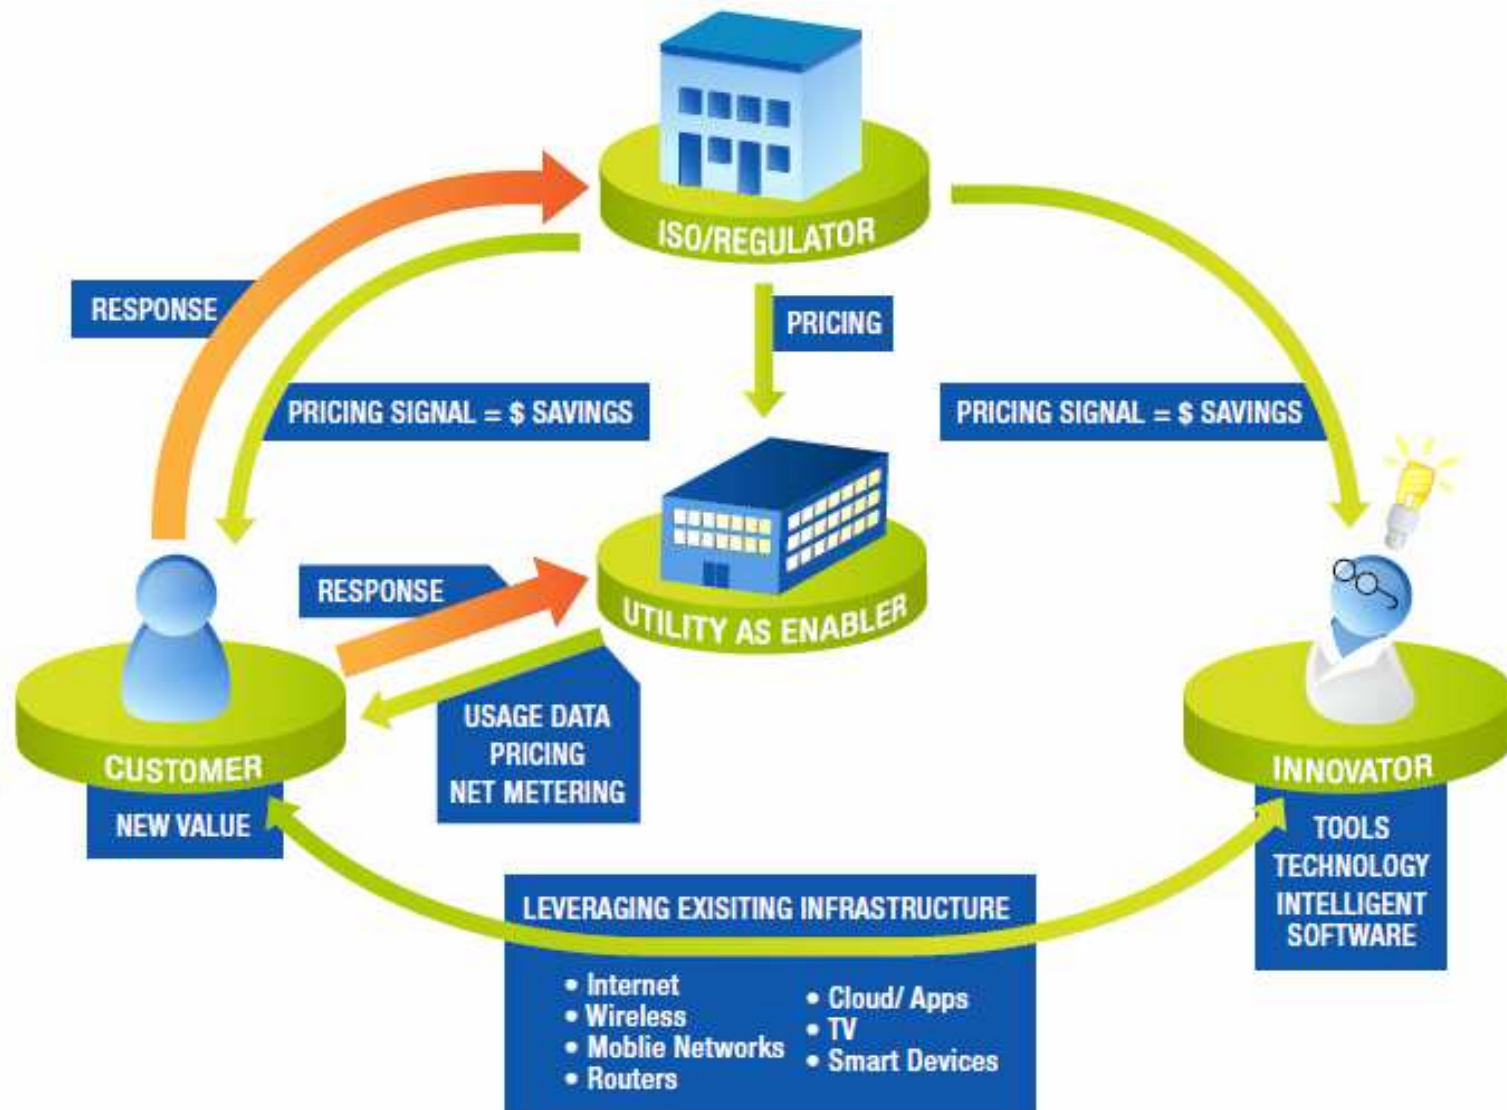 ISO/REGULATOR
RESPONSE
PRICING
PRICING SIGNAL = $ SAVINGS
PRICING SIGNAL = $ SAVINGS
RESPONSE
UTILITY AS ENABLER
USAGE DATA
PRICING
NET METERING
CUSTOMER
NEW VALUE
INNOVATOR
TOOLS
TECHNOLOGY
INTELLIGENT
SOFTWARE
LEVERAGING EXISITING INFRASTRUCTURE
• Internet
• Wireless
• Moblie Networks
• Routers
• Cloud/ Apps
• TV
• Smart Devices